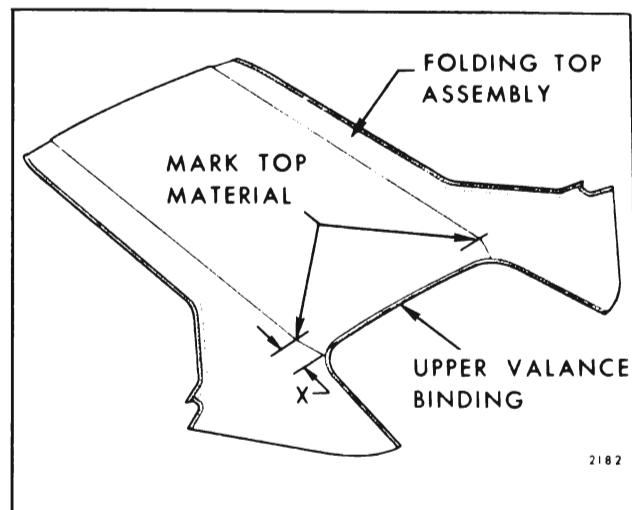 FOLDING TOP
ASSEMBLY
MARK TOP
MATERIAL
X
UPPER VALANCE
BINDING
2182